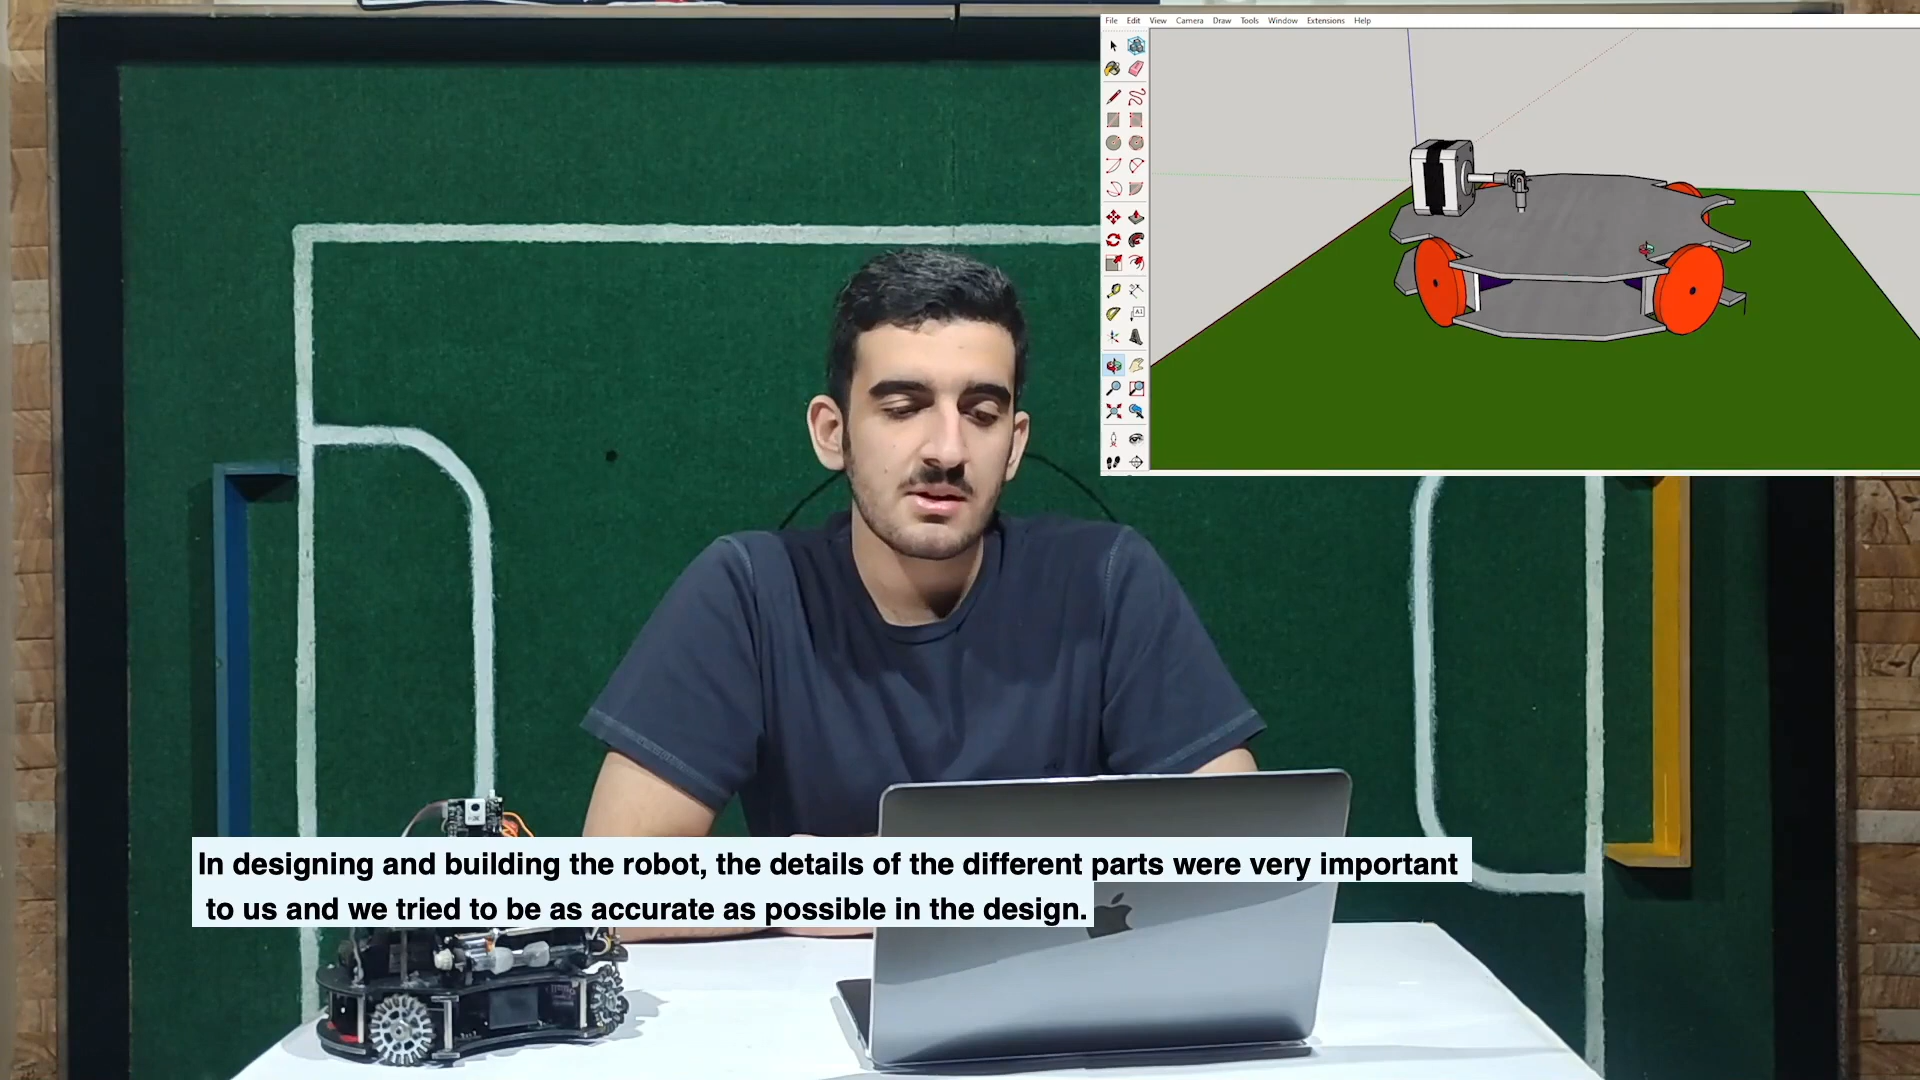 File Edit View Camera Draw Tools Window Extensions Help
In designing and building the robot, the details of the different parts were very important
to us and we tried to be as accurate as possible in the design.